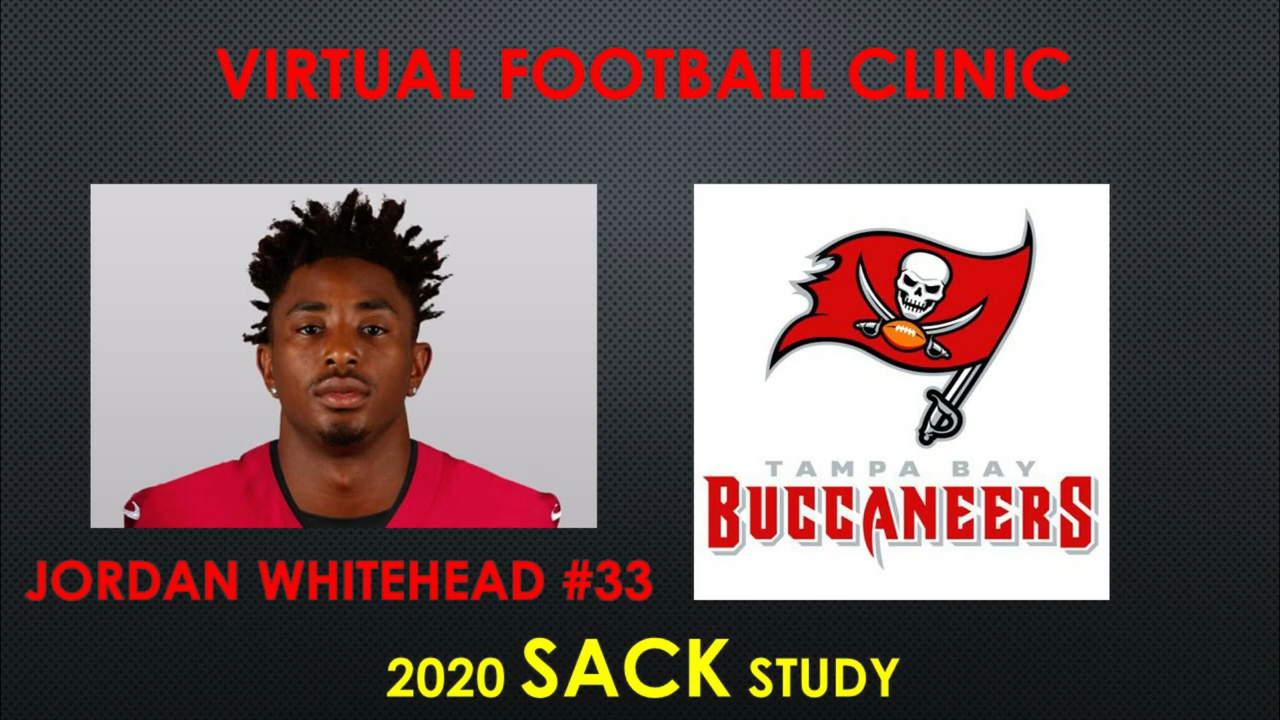 VIRTUAL FOOTBALL CLINIC
TAMPA BAY
BUCCANEERS
JORDAN WHITEHEAD #33
2020 SACK STUDY